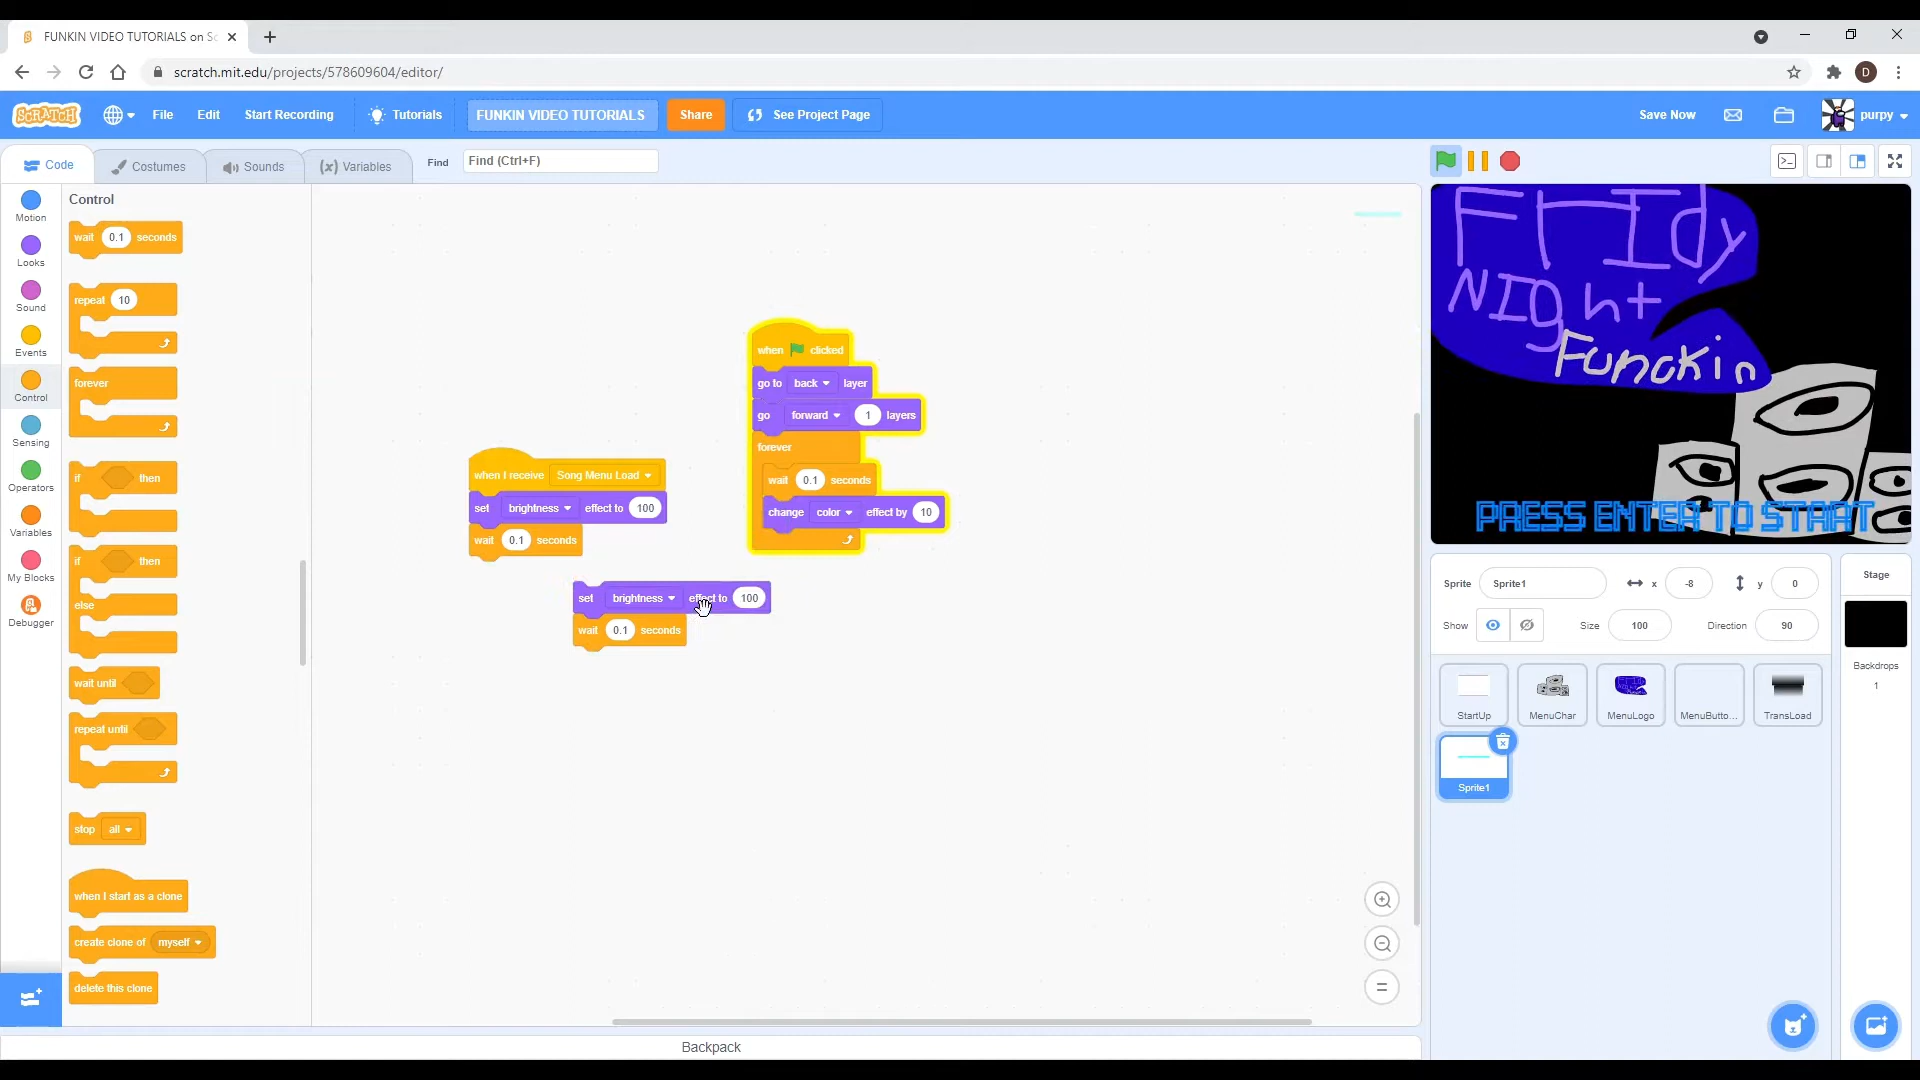 FUNKIN VIDEO TUTORIALS on Sc
scratch.mit.edu/projects/578609604/editor/
D
SCRATCH
File
Edit
Start Recording
Tutorials
FUNKIN VIDEO TUTORIALS
Share
See Project Page
Save Now
purpy
Code
Costumes
Sounds
(x) Variables
Find
Find (Ctrl+F)
Motion
Looks
Sound
Events
Control
Sensing
Operators
Variables
My Blocks
Debugger
Control
wait 0.1 seconds
repeat 10
forever
if then
if then
else
wait until
repeat until
stop all
when I start as a clone
create clone of myself
delete this clone
when I receive Song Menu Load
set brightness effect to 100
wait 0.1 seconds
when clicked
go to back layer
go forward 1 layers
forever
wait 0.1 seconds
change color effect by 10
set brightness effect to 100
wait 0.1 seconds
Night
Funckin
PRESS ENTER TO START
Sprite Sprite1 x -8 y 0
Show Size 100 Direction 90
StartUp
MenuChar
MenuLogo
MenuButto...
TransLoad
Sprite1
Stage
Backdrops
1
Backpack